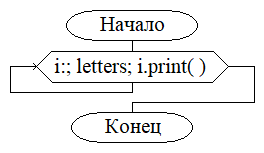 Начало
i:; letters; i.print( )
Конец